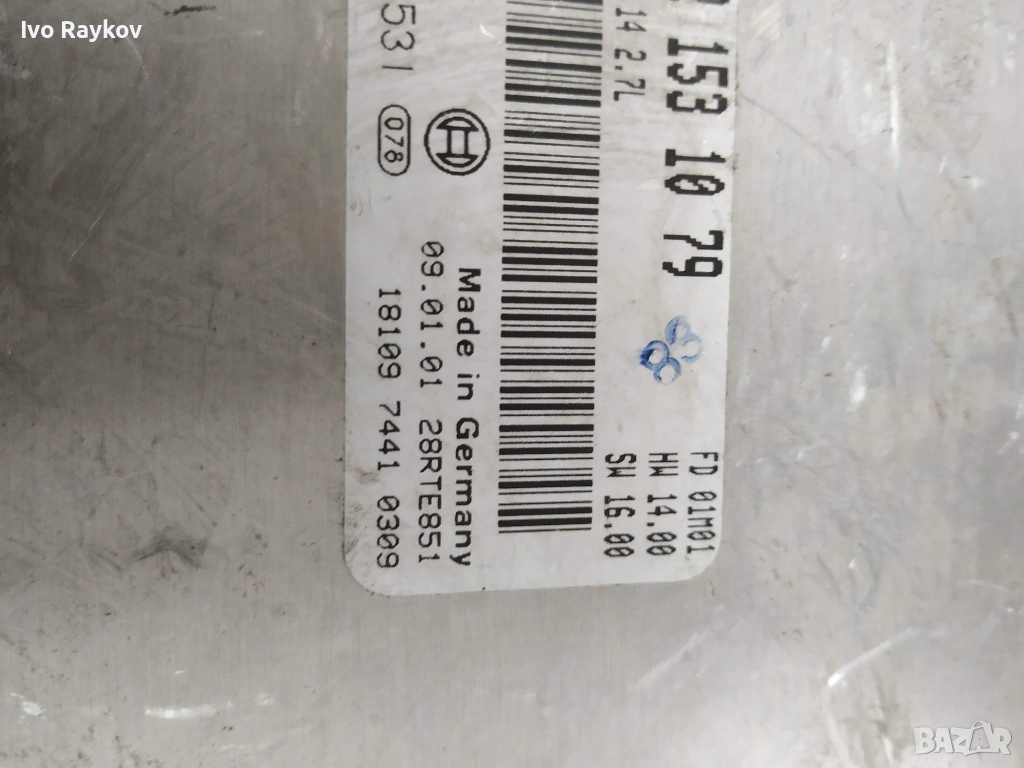 Ivo Raykov
153 10 79
14 2.7L
FD 01M01
HW 14.00
SW 16.00
531
078
Made in Germany
09.01.01 28RTE851
18109 7441 0309
BAZAR